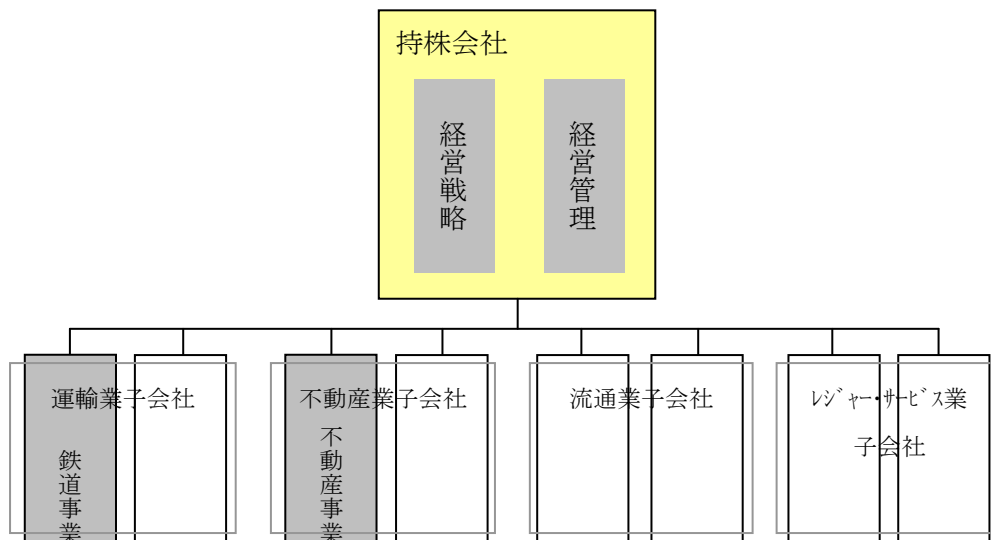 持株会社
経営戦略
経営管理
運輸業子会社
不動産業子会社
流通業子会社
ﾚｼﾞｬｰ･ｻｰﾋﾞｽ業
子会社
鉄道事業
不動産事業